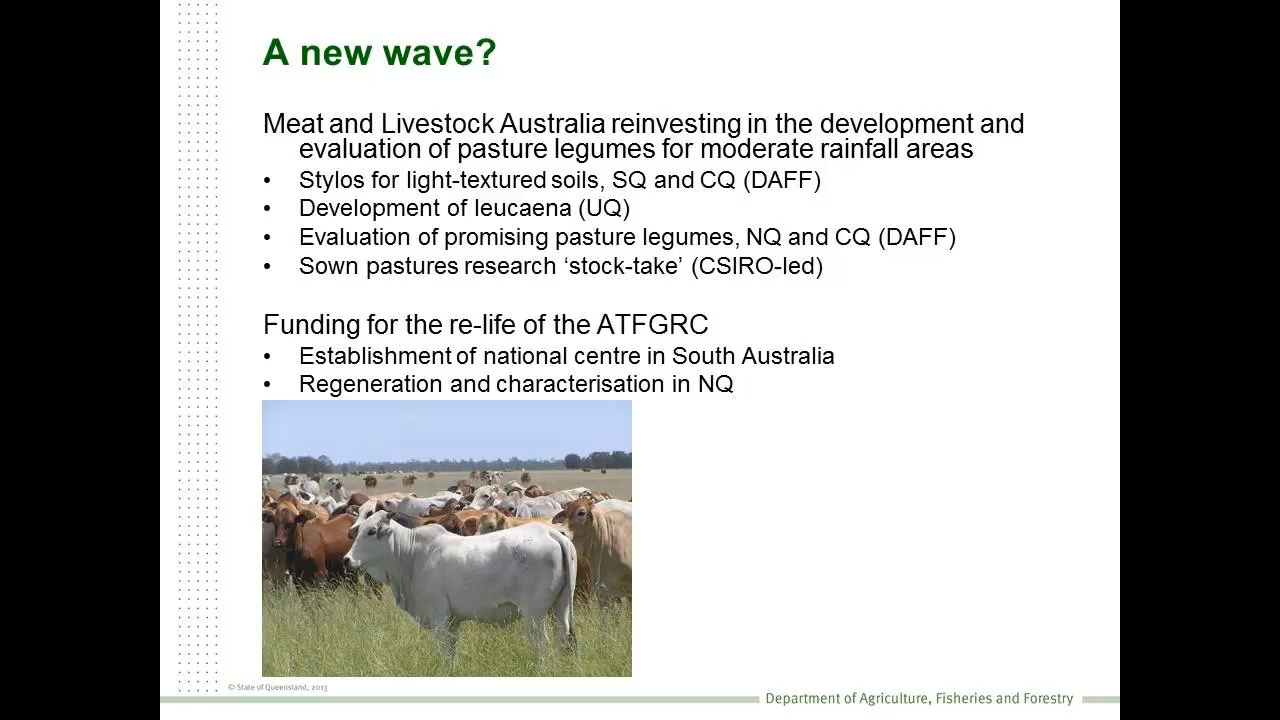 A new wave?
Meat and Livestock Australia reinvesting in the development and
evaluation of pasture legumes for moderate rainfall areas
• Stylos for light-textured soils, SQ and CQ (DAFF)
• Development of leucaena (UQ)
• Evaluation of promising pasture legumes, NQ and CQ (DAFF)
• Sown pastures research ‘stock-take’ (CSIRO-led)
Funding for the re-life of the ATFGRC
• Establishment of national centre in South Australia
• Regeneration and characterisation in NQ
© State of Queensland, 2013
Department of Agriculture, Fisheries and Forestry